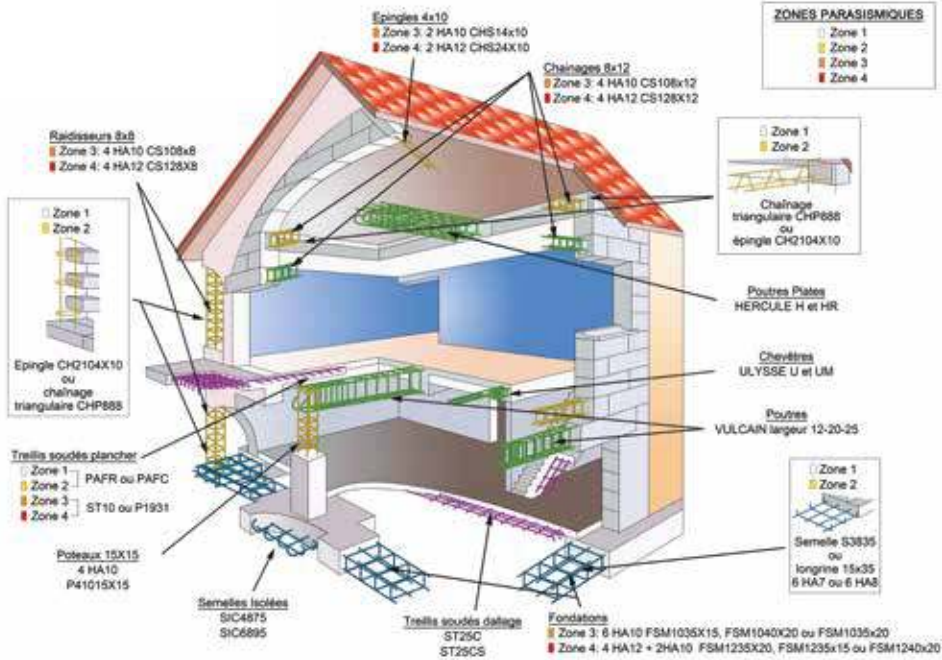 Epingles 4x10
Zone 3: 2 HA10 CHS14x10
Zone 4: 2 HA12 CHS24X10
ZONES PARASISMIQUES
Zone 1
Zone 2
Zone 3
Zone 4
Chainages 8x12
Zone 3: 4 HA10 CS108x12
Zone 4: 4 HA12 CS128X12
Raidisseurs 8x8
Zone 3: 4 HA10 CS108x8
Zone 4: 4 HA12 CS128X8
Zone 1
Zone 2
Chaînage
triangulaire CHP888
ou
épingle CH2104X10
Zone 1
Zone 2
Epingle CH2104X10
ou
chaînage
triangulaire CHP888
Poutres Plates
HERCULE H et HR
Chevêtres
ULYSSE U et UM
Poutres
VULCAIN largeur 12-20-25
Treillis soudés plancher
Zone 1
Zone 2
PAFR ou PAFC
Zone 3
Zone 4
ST10 ou P1931
Poteaux 15X15
4 HA10
P41015X15
Semelles Isolées
SIC4875
SIC6895
Treillis soudés dallage
ST25C
ST25CS
Zone 1
Zone 2
Semelle S3835
ou
longrine 15x35
6 HA7 ou 6 HA8
Fondations
Zone 3: 6 HA10 FSM1035X15, FSM1040X20 ou FSM1035x20
Zone 4: 4 HA12 + 2HA10 FSM1235X20, FSM1235x15 ou FSM1240x20